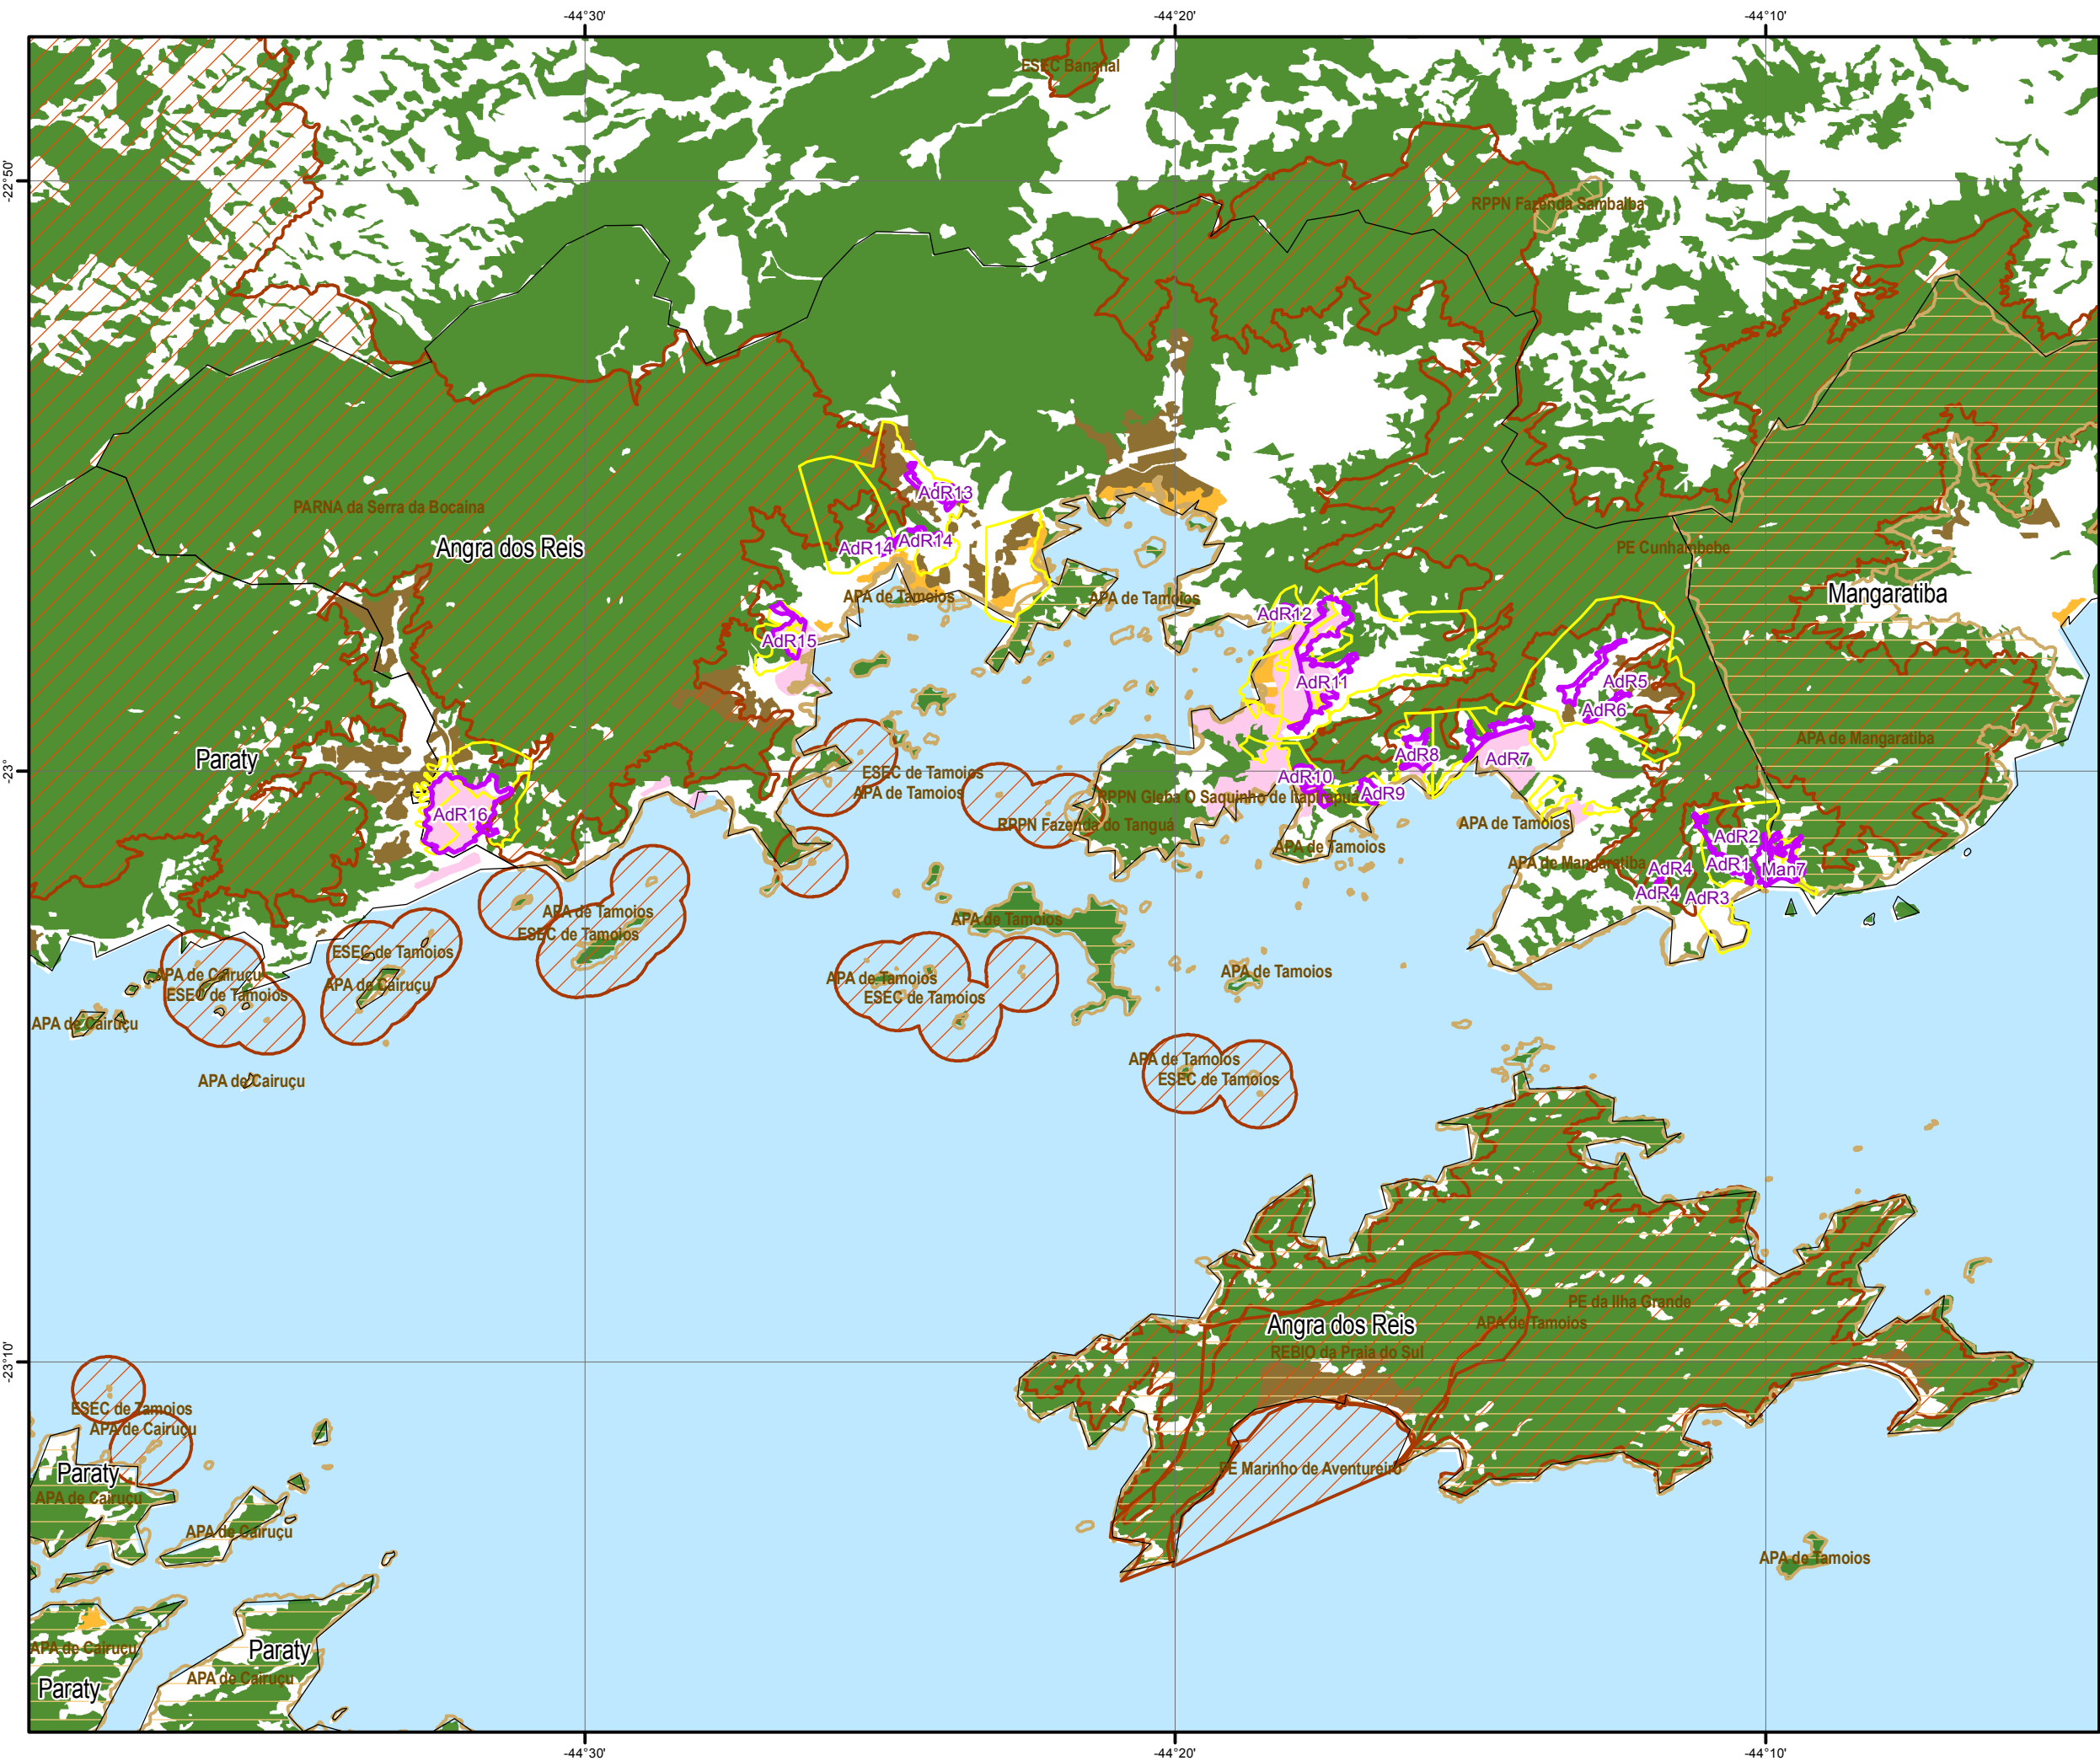 -44°30'
-44°20'
-44°10'
ESEC Bananal
-22°50'
RPPN Fazenda Sambaíba
AdR13
PARNA da Serra da Bocaina
AdR14
AdR14
Angra dos Reis
PE Cunhambebe
Mangaratiba
APA de Tamoios
APA de Tamoios
AdR12
AdR15
AdR11
AdR5
AdR6
APA de Mangaratiba
Paraty
AdR8
AdR7
-23°
ESEC de Tamoios
APA de Tamoios
AdR10
AdR9
RPPN Gleba O Saquinho de Itapirapuá
AdR16
RPPN Fazenda do Tanguá
APA de Tamoios
APA de Tamoios
AdR2
APA de Mangaratiba
AdR4
AdR1
Man7
AdR4
AdR3
APA de Tamoios
APA de Tamoios
ESEC de Tamoios
ESEC de Tamoios
APA de Cairuçu
APA de Cairuçu
ESEC de Tamoios
APA de Tamoios
ESEC de Tamoios
APA de Tamoios
APA de Cairuçu
APA de Tamoios
ESEC de Tamoios
APA de Cairuçu
PE da Ilha Grande
Angra dos Reis
APA de Tamoios
REBIO da Praia do Sul
-23°10'
ESEC de Tamoios
APA de Cairuçu
PE Marinho de Aventureiro
Paraty
APA de Cairuçu
APA de Cairuçu
APA de Tamoios
APA de Cairuçu
Paraty
APA de Cairuçu
Paraty
-44°30'
-44°20'
-44°10'